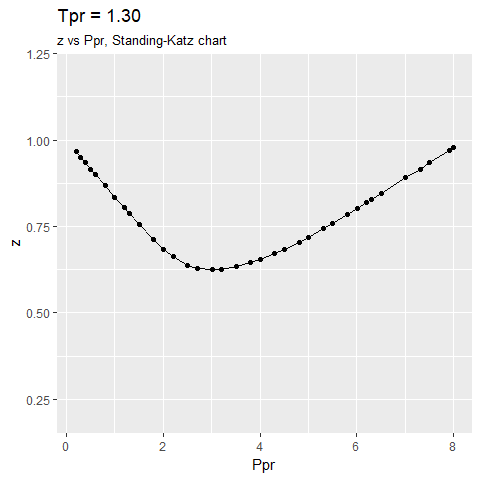 Tpr = 1.30
z vs Ppr, Standing-Katz chart
1.25
1.00
0.75
0.50
0.25
z
0
2
4
6
8
Ppr